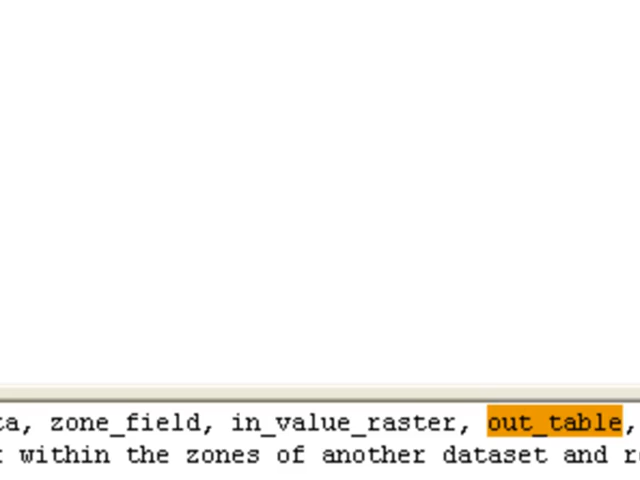 zone_field, in_value_raster, out_table,
within the zones of another dataset and